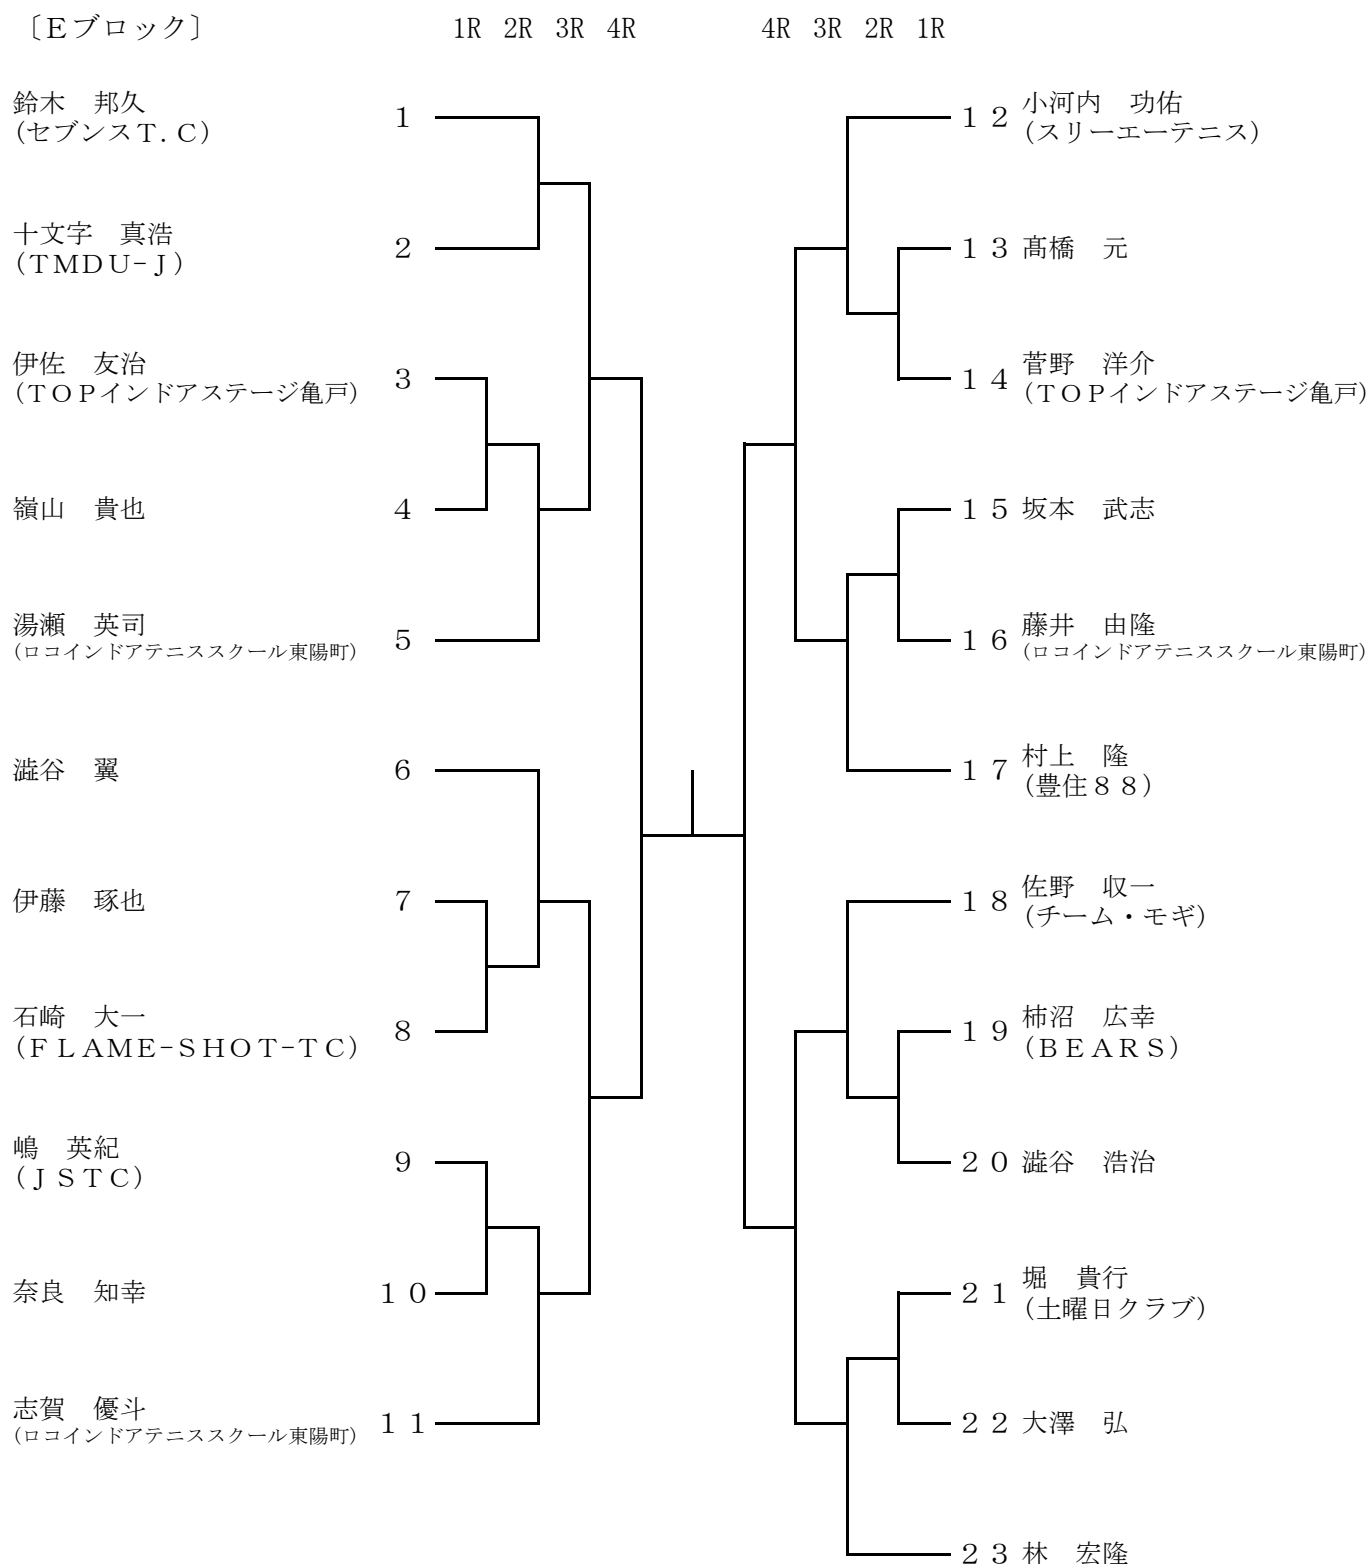 〔Eブロック〕
1R 2R 3R 4R
4R 3R 2R 1R
鈴木　邦久
(セブンスT.C)
1
十文字　真浩
(TMDU-J)
2
伊佐　友治
(TOPインドアステージ亀戸)
3
嶺山　貴也
4
湯瀬　英司
(ロコインドアテニススクール東陽町)
5
澁谷　翼
6
伊藤　琢也
7
石崎　大一
(FLAME-SHOT-TC)
8
嶋　英紀
(JSTC)
9
奈良　知幸
10
志賀　優斗
(ロコインドアテニススクール東陽町)
11
12
小河内　功佑
(スリーエーテニス)
13 髙橋　元
14
菅野　洋介
(TOPインドアステージ亀戸)
15 坂本　武志
16
藤井　由隆
(ロコインドアテニススクール東陽町)
17
村上　隆
(豊住88)
18
佐野　収一
(チーム・モギ)
19
柿沼　広幸
(BEARS)
20 澁谷　浩治
21
堀　貴行
(土曜日クラブ)
22 大澤　弘
23 林　宏隆